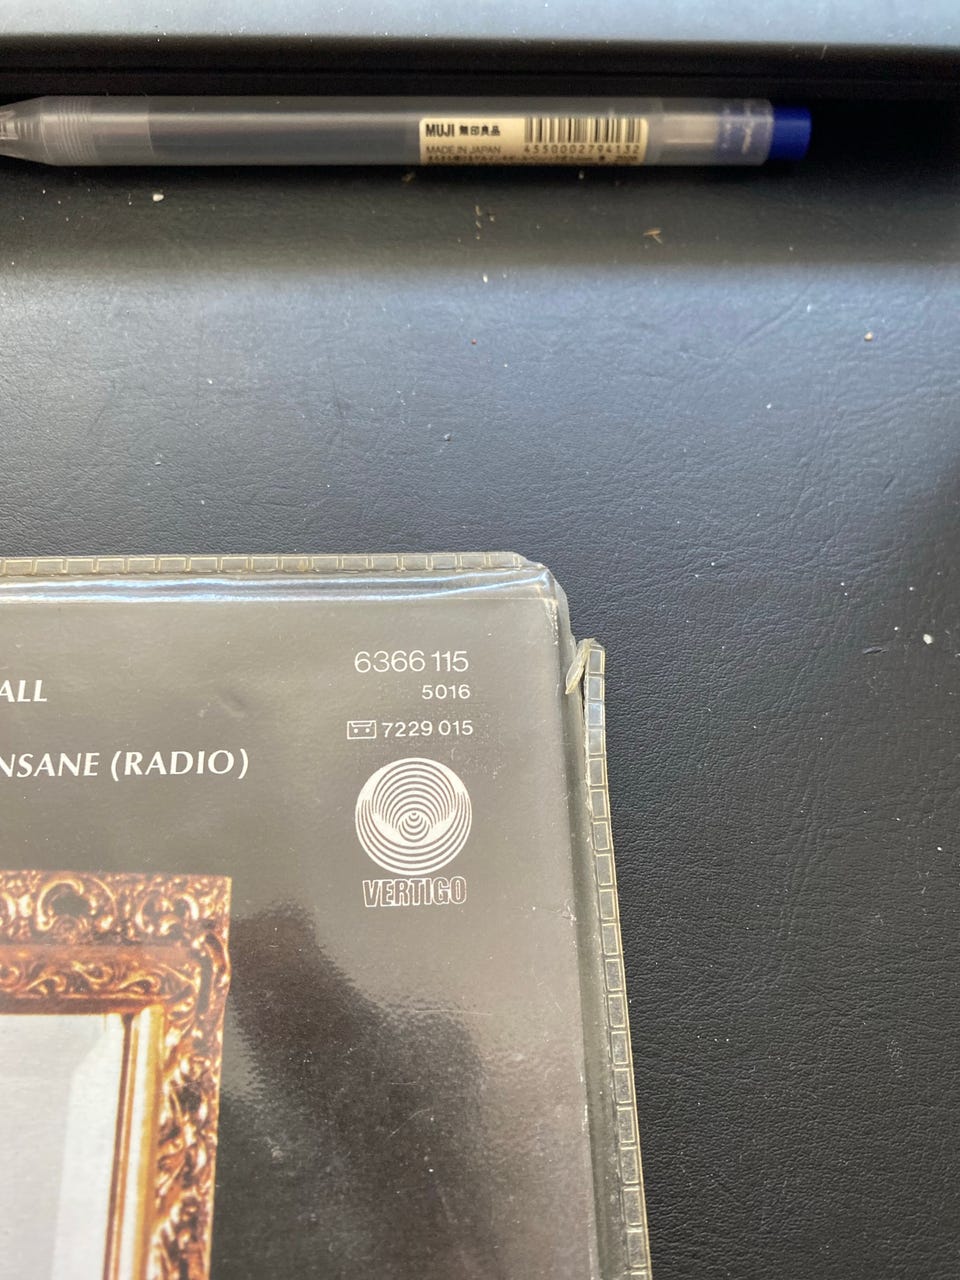 MUJI 無印良品
MADE IN JAPAN
4550002794132
6366 115
ALL
5016
7229 015
NSANE (RADIO)
VERTIGO